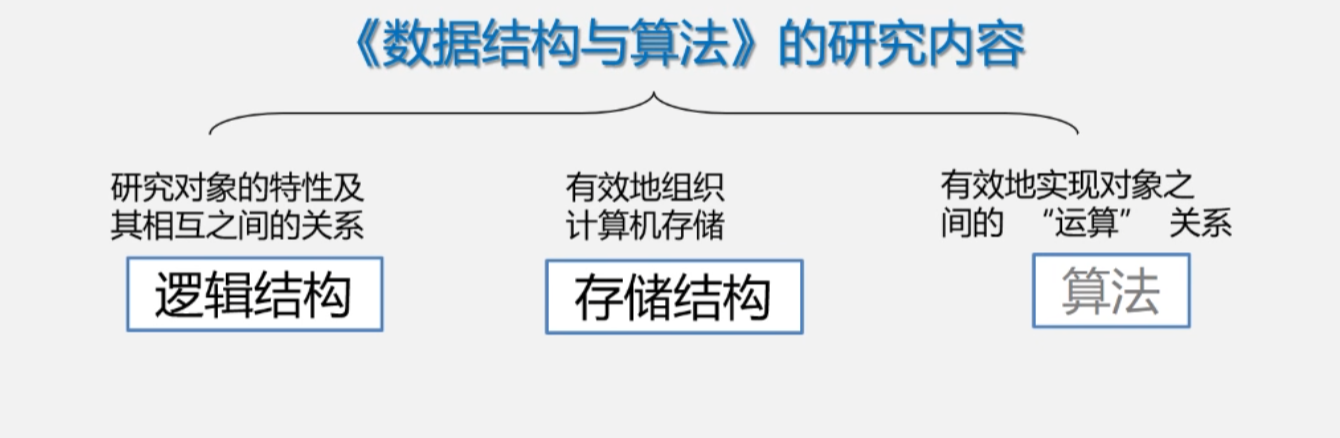 《数据结构与算法》的研究内容
研究对象的特性及
其相互之间的关系
逻辑结构
有效地组织
计算机存储
存储结构
有效地实现对象之
间的 “运算” 关系
算法